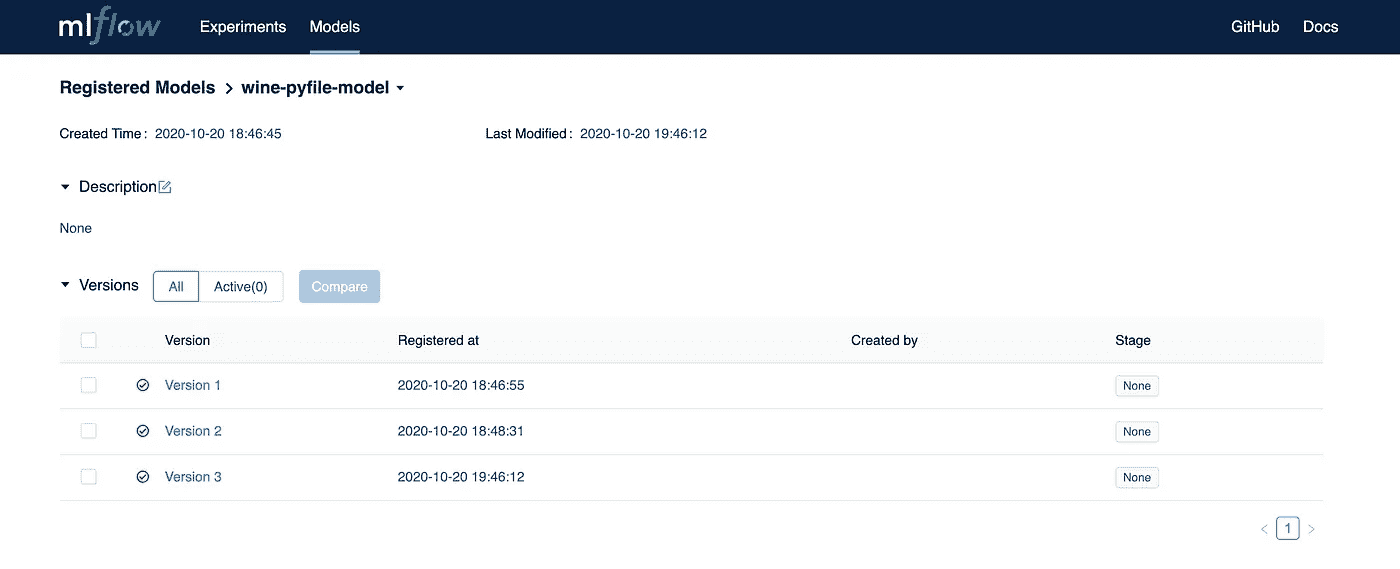 mlflow Experiments Models GitHub Docs
Registered Models > wine-pyfile-model
Created Time : 2020-10-20 18:46:45 Last Modified : 2020-10-20 19:46:12
Description
None
Versions All Active(0) Compare
Version Registered at Created by Stage
Version 1 2020-10-20 18:46:55 None
Version 2 2020-10-20 18:48:31 None
Version 3 2020-10-20 19:46:12 None
< 1 >